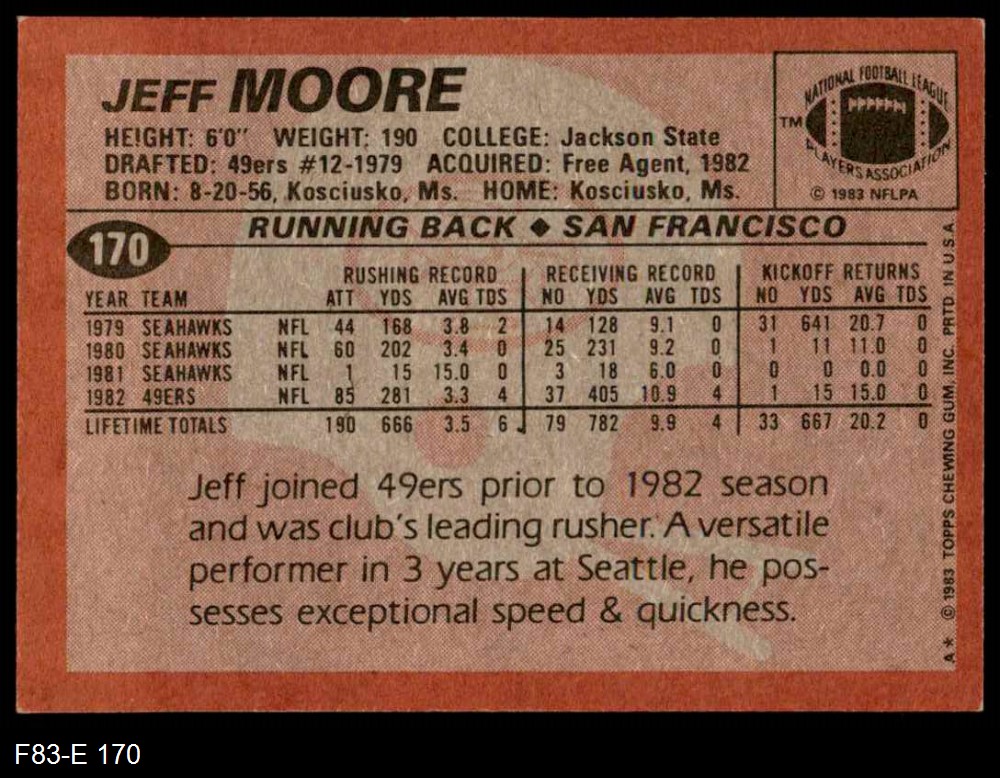 JEFF MOORE
HEIGHT: 6'0" WEIGHT: 190 COLLEGE: Jackson State
DRAFTED: 49ers #12-1979 ACQUIRED: Free Agent, 1982
BORN: 8-20-56, Kosciusko, Ms. HOME: Kosciusko, Ms.
NATIONAL FOOTBALL LEAGUE
TM
PLAYERS ASSOCIATION
© 1983 NFLPA
170
RUNNING BACK ♦ SAN FRANCISCO
RUSHING RECORD RECEIVING RECORD KICKOFF RETURNS
YEAR TEAM ATT YDS AVG TDS NO YDS AVG TDS NO YDS AVG TDS
1979 SEAHAWKS NFL 44 168 3.8 2 14 128 9.1 0 31 641 20.7 0
1980 SEAHAWKS NFL 60 202 3.4 0 25 231 9.2 0 1 11 11.0 0
1981 SEAHAWKS NFL 1 15 15.0 0 3 18 6.0 0 0 0 0.0 0
1982 49ERS NFL 85 281 3.3 4 37 405 10.9 4 1 15 15.0 0
LIFETIME TOTALS 190 666 3.5 6 79 782 9.9 4 33 667 20.2 0
Jeff joined 49ers prior to 1982 season
and was club's leading rusher. A versatile
performer in 3 years at Seattle, he pos-
sesses exceptional speed & quickness.
A* © 1983 TOPPS CHEWING GUM, INC. PRTD IN U.S.A.
F83-E 170